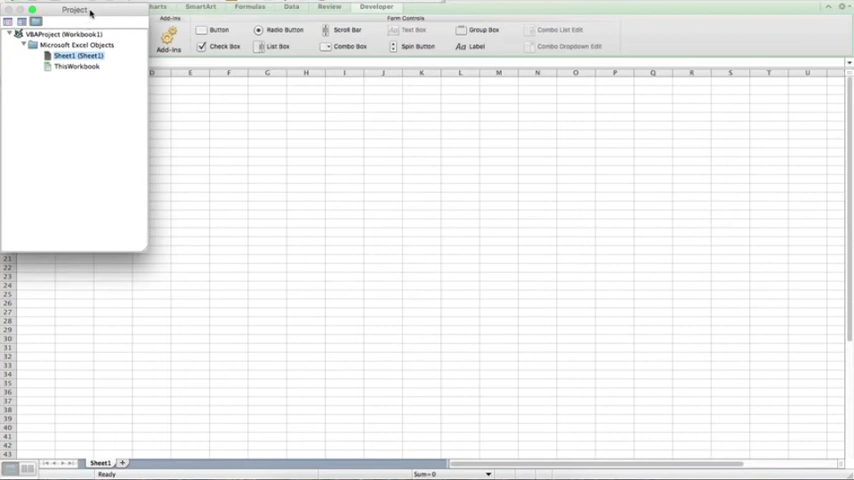 Project
harts SmartArt Formulas Data Review Developer
Add-Ins Form Controls
Button Radio Button Scroll Bar Text Box Group Box Combo List Edit
Add-Ins Check Box List Box Combo Box Spin Button Label Combo Dropdown Edit
VBAProject (Workbook1)
Microsoft Excel Objects
Sheet1 (Sheet1)
ThisWorkbook
D E F G H I J K L M N O P Q R S T U
21
22
23
24
25
26
27
28
29
30
31
32
33
34
35
36
37
38
39
40
41
42
43
Sheet1
Ready Sum=0